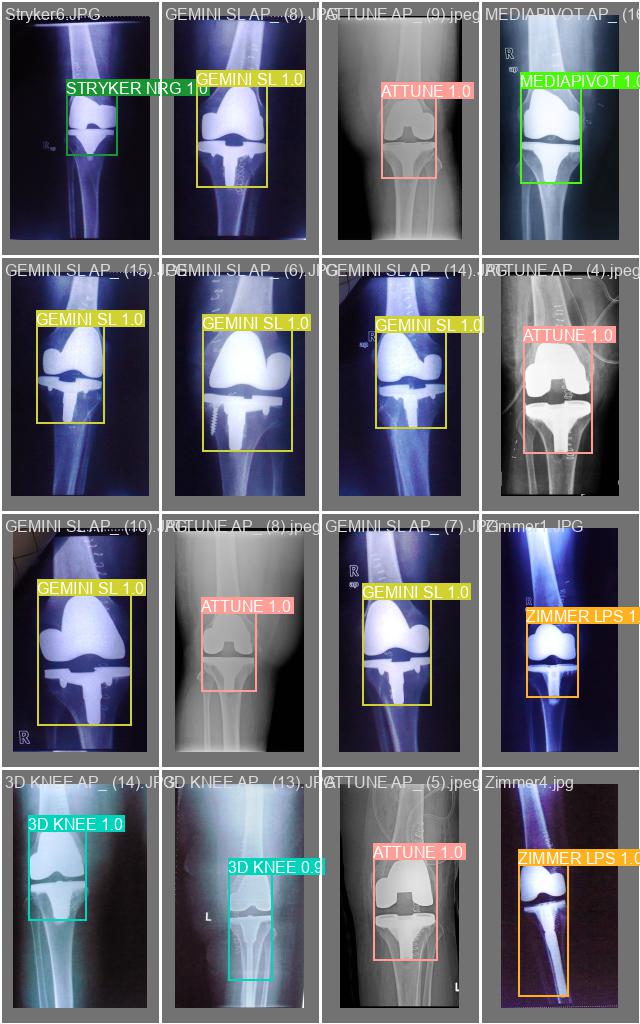 Stryker6.JPG
STRYKER NRG 1.0
GEMINI SL AP_ (8).JPG
GEMINI SL 1.0
ATTUNE AP_ (9).jpeg
ATTUNE 1.0
MEDIAPIVOT AP_ (16
R
ap
MEDIAPIVOT 1.0
GEMINI SL AP_ (15).JPG
GEMINI SL 1.0
GEMINI SL AP_ (6).JPG
GEMINI SL 1.0
GEMINI SL AP_ (14).JPG
R
ap
GEMINI SL 1.0
ATTUNE AP_ (4).jpeg
ATTUNE 1.0
GEMINI SL AP_ (10).JPG
GEMINI SL 1.0
R
ATTUNE AP_ (8).jpeg
ATTUNE 1.0
GEMINI SL AP_ (7).JPG
R
ap
GEMINI SL 1.0
Zimmer1.JPG
R
ZIMMER LPS 1.
3D KNEE AP_ (14).JPG
3D KNEE 1.0
3D KNEE AP_ (13).JPG
3D KNEE 0.9
L
ATTUNE AP_ (5).jpeg
ATTUNE 1.0
L
Zimmer4.jpg
ZIMMER LPS 1.0